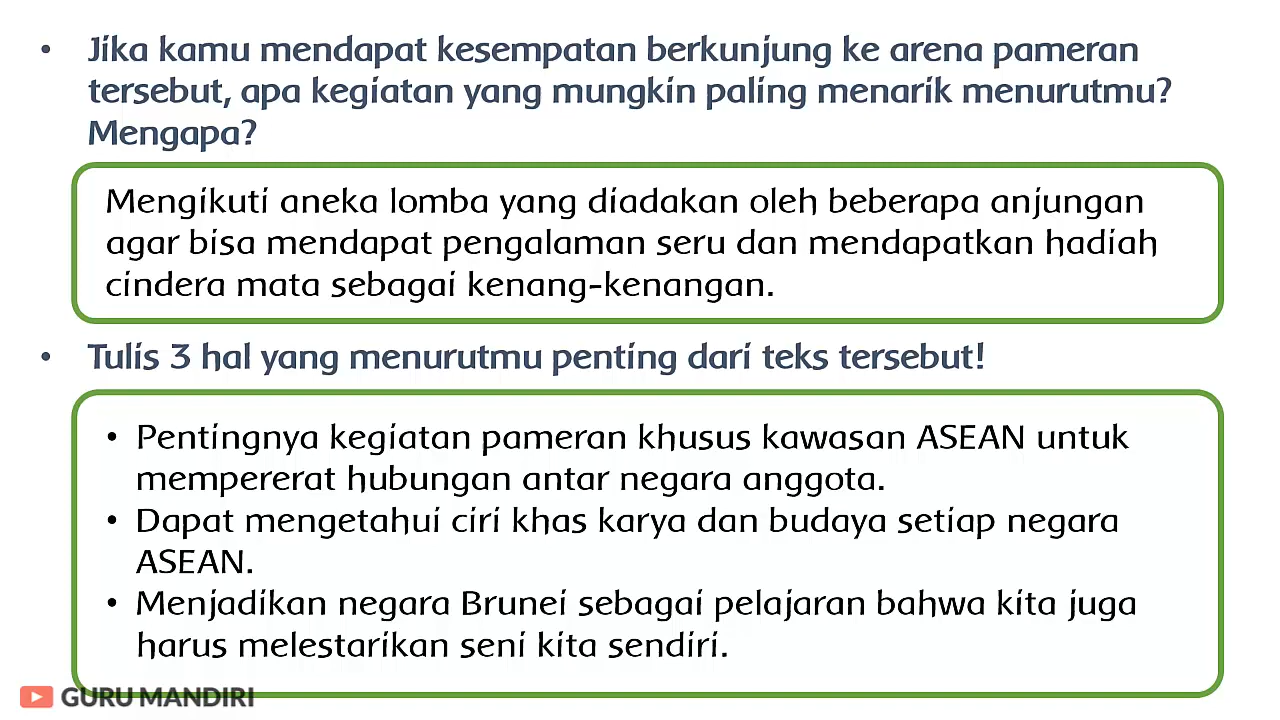 • Jika kamu mendapat kesempatan berkunjung ke arena pameran
tersebut, apa kegiatan yang mungkin paling menarik menurutmu?
Mengapa?
Mengikuti aneka lomba yang diadakan oleh beberapa anjungan
agar bisa mendapat pengalaman seru dan mendapatkan hadiah
cindera mata sebagai kenang-kenangan.
• Tulis 3 hal yang menurutmu penting dari teks tersebut!
• Pentingnya kegiatan pameran khusus kawasan ASEAN untuk
mempererat hubungan antar negara anggota.
• Dapat mengetahui ciri khas karya dan budaya setiap negara
ASEAN.
• Menjadikan negara Brunei sebagai pelajaran bahwa kita juga
harus melestarikan seni kita sendiri.
GURU MANDIRI